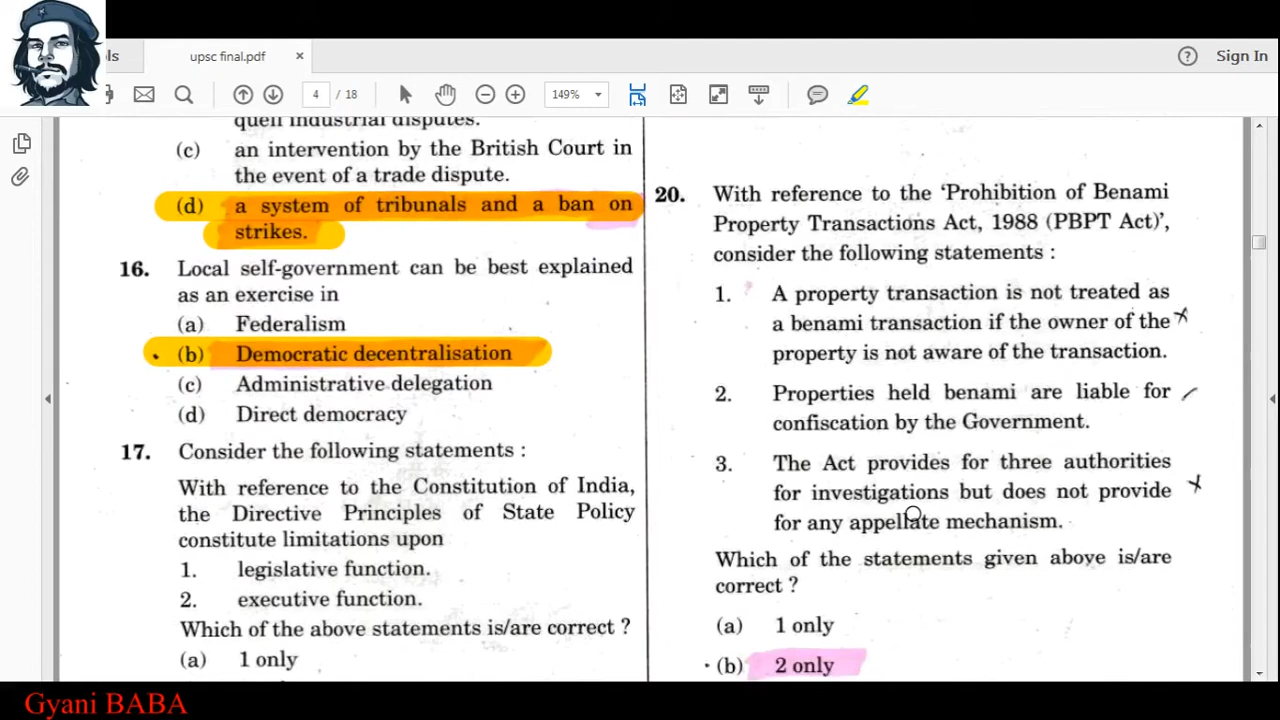 ls
upsc final.pdf
×
? Sign In
4 / 18
149%
quell industrial disputes.
(c) an intervention by the British Court in
the event of a trade dispute.
(d) a system of tribunals and a ban on
strikes.
16. Local self-government can be best explained
as an exercise in
(a) Federalism
(b) Democratic decentralisation
(c) Administrative delegation
(d) Direct democracy
17. Consider the following statements :
With reference to the Constitution of India,
the Directive Principles of State Policy
constitute limitations upon
1. legislative function.
2. executive function.
Which of the above statements is/are correct ?
(a) 1 only
20. With reference to the ‘Prohibition of Benami
Property Transactions Act, 1988 (PBPT Act)’,
consider the following statements :
1. A property transaction is not treated as
a benami transaction if the owner of the
property is not aware of the transaction.
2. Properties held benami are liable for
confiscation by the Government.
3. The Act provides for three authorities
for investigations but does not provide
for any appellate mechanism.
Which of the statements given above is/are
correct ?
(a) 1 only
(b) 2 only
Gyani BABA